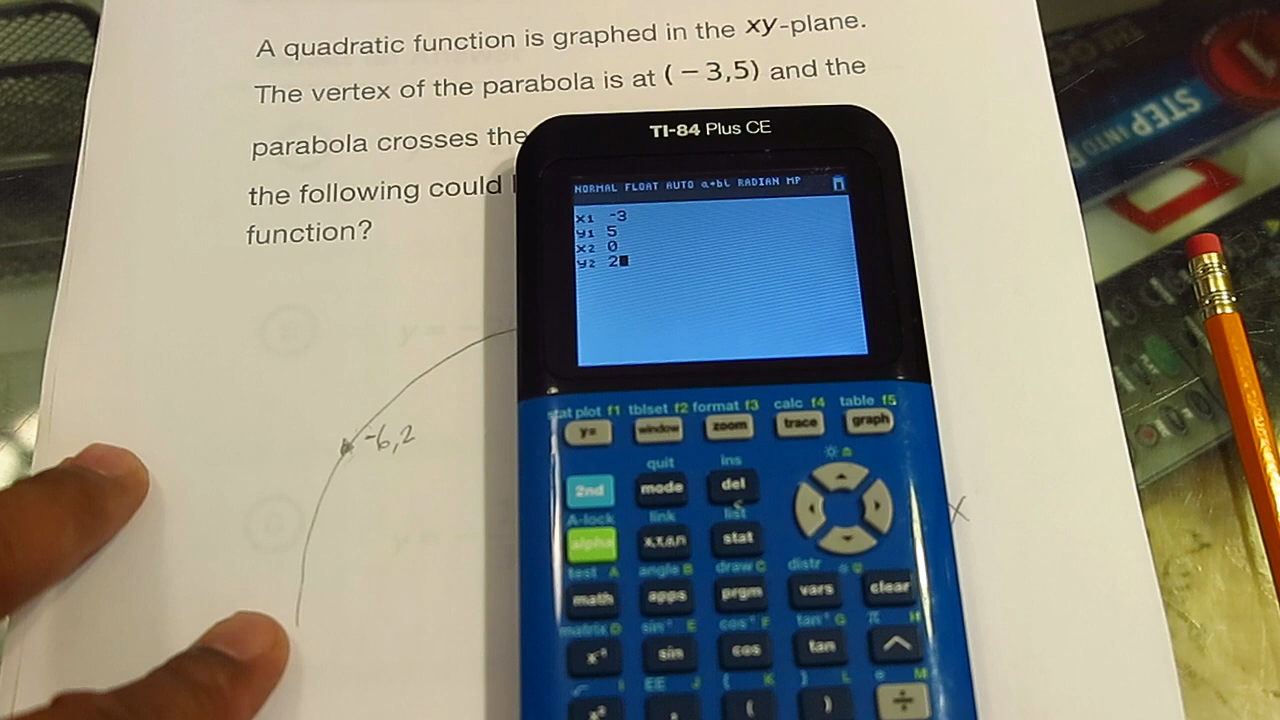 A quadratic function is graphed in the xy-plane.
The vertex of the parabola is at (−3,5) and the
parabola crosses the
the following could
function?
TI-84 Plus CE
NORMAL FLOAT AUTO a+bi RADIAN MP
X1 -3
Y1 5
X2 0
Y2 2
-6,2
X
stat plot f1 tblset f2 format f3 calc f4 table f5
y= window zoom trace graph
quit ins
2nd mode del
A-lock link list
alpha X,T,θ,n stat
test A angle B draw C distr
math apps prgm vars clear
matrix D sin⁻¹ E cos⁻¹ F tan⁻¹ G π H
x⁻¹ sin cos tan ^
√ I EE J { K } L e M
x² , ( ) ÷
STEP INTO
1